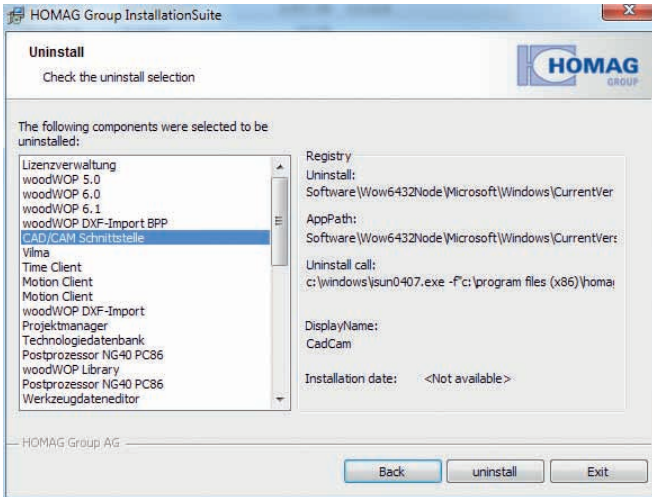 HOMAG Group InstallationSuite
Uninstall
Check the uninstall selection
HOMAG
GROUP
The following components were selected to be
uninstalled:
Lizenzverwaltung
woodWOP 5.0
woodWOP 6.0
woodWOP 6.1
woodWOP DXF-Import BPP
CAD/CAM Schnittstelle
Vilma
Time Client
Motion Client
Motion Client
woodWOP DXF-Import
Projektmanager
Technologiedatenbank
Postprozessor NG40 PC86
woodWOP Library
Postprozessor NG40 PC86
Werkzeugdateneditor
Registry
Uninstall:
Software\Wow6432Node\Microsoft\Windows\CurrentVer
AppPath:
Software\Wow6432Node\Microsoft\Windows\CurrentVers
Uninstall call:
c:\windows\isun0407.exe -f"c:\program files (x86)\homag
DisplayName:
CadCam
Installation date: <Not available>
HOMAG Group AG
Back
uninstall
Exit